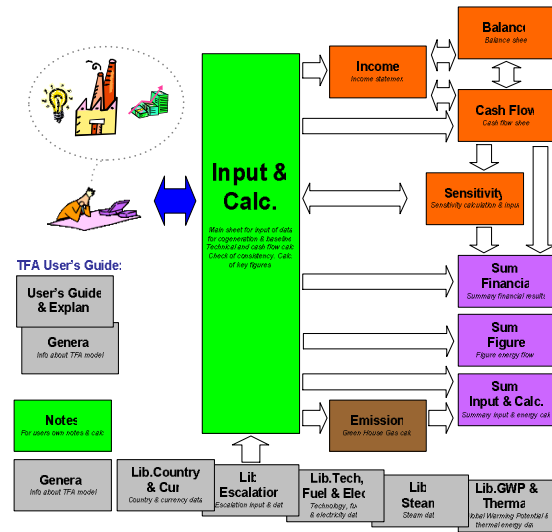 Balance
Balance shee
Income
Income statemen
Cash Flow
Cash flow shee
Input &
Calc.
Main sheet for input of data
for cogeneration & baseline
Technical and cash flow calc
Check of consistency. Calc
of key figures
Sensitivity
Sensitivity calculation & inpu
TFA User's Guide:
User's Guide
& Explan
Genera
Info about TFA model
Sum
Financia
Summary financial results
Sum
Figure
Figure energy flow
Sum
Input & Calc.
Summary input & energy calc
Notes
For users own notes & calc
Emission
Green House Gas calc
Genera
Info about TFA model
Lib.Country
& Cur
Country & currency data
Lib
Escalation
Escalation input & dat
Lib.Tech,
Fuel & Elec
Technology, fu
& electricity dat
Lib
Stean
Steam dat
Lib.GWP &
Therma
lobal Warming Potential &
thermal energy da